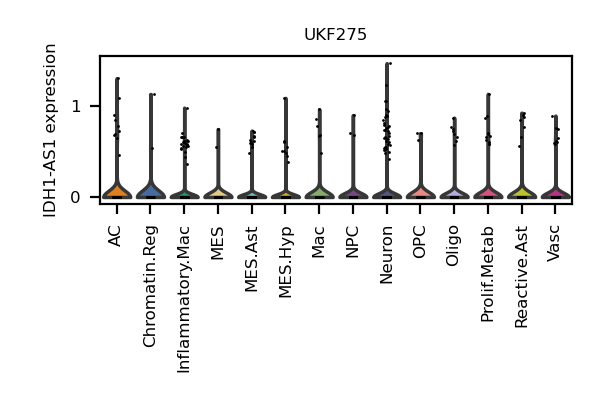 UKF275
IDH1-AS1 expression
1
0
AC
Chromatin.Reg
Inflammatory.Mac
MES
MES.Ast
MES.Hyp
Mac
NPC
Neuron
OPC
Oligo
Prolif.Metab
Reactive.Ast
Vasc